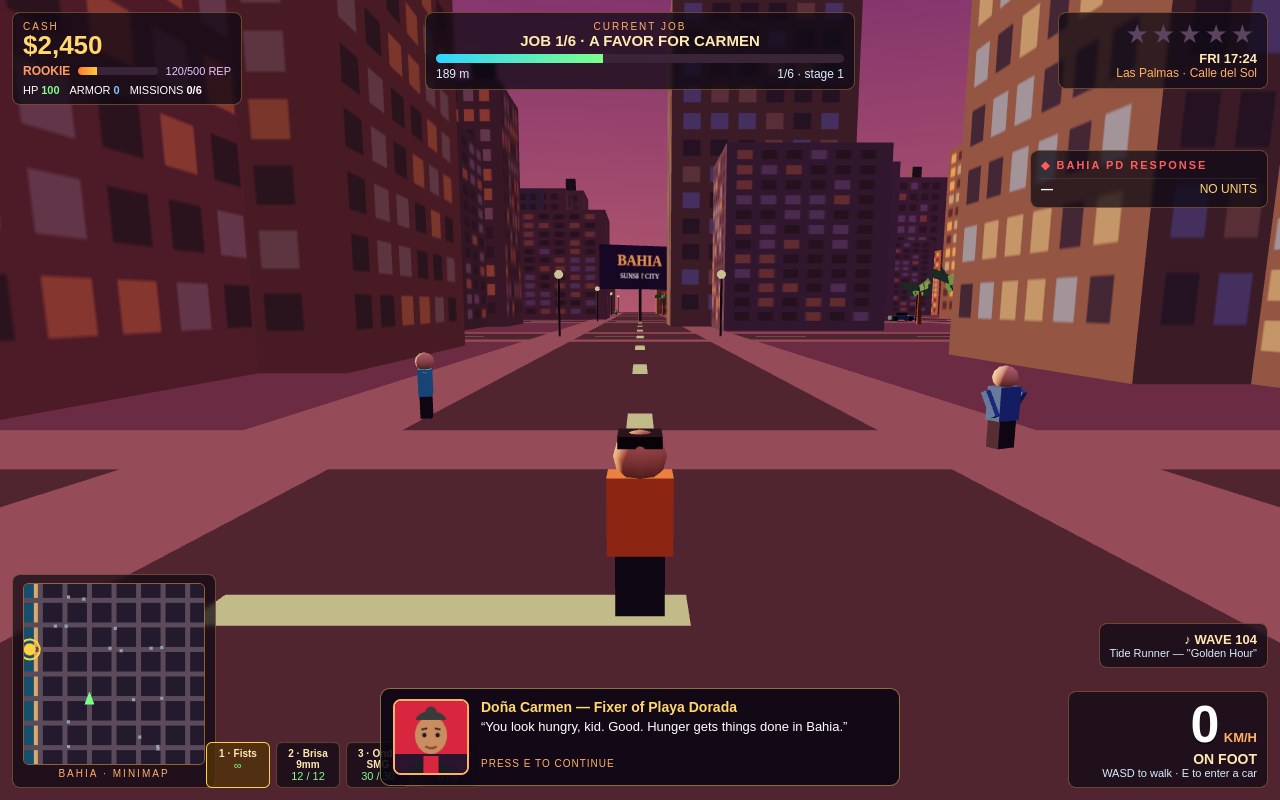 CASH
$2,450
ROOKIE 120/500 REP
HP 100 ARMOR 0 MISSIONS 0/6
CURRENT JOB
JOB 1/6 · A FAVOR FOR CARMEN
189 m 1/6 · stage 1
★★★★★
FRI 17:24
Las Palmas · Calle del Sol
◆ BAHIA PD RESPONSE
— NO UNITS
BAHIA
CITY
BAHIA · MINIMAP
1 · Fists
∞
2 · Brisa
9mm
12 / 12
3 ·
SMG
30 /
Doña Carmen — Fixer of Playa Dorada
“You look hungry, kid. Good. Hunger gets things done in Bahia.”
PRESS E TO CONTINUE
♪ WAVE 104
Tide Runner — "Golden Hour"
0 KM/H
ON FOOT
WASD to walk · E to enter a car